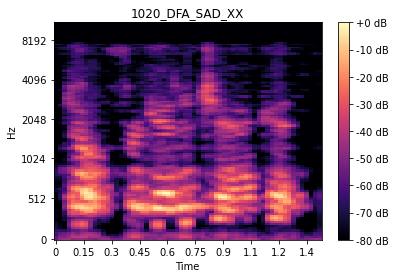 1020_DFA_SAD_XX
+0 dB
8192
-10 dB
4096
-20 dB
-30 dB
2048
Hz
-40 dB
1024
-50 dB
512
-60 dB
-70 dB
0
-80 dB
0 0.15 0.3 0.45 0.6 0.75 0.9 1.1 1.2 1.4
Time